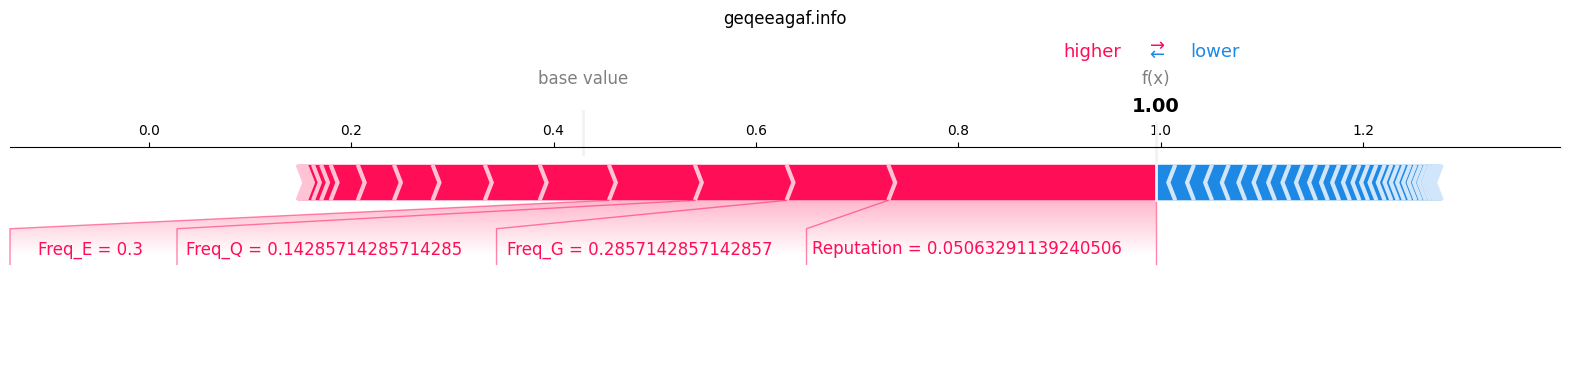 geqeeagaf.info
higher ⇄ lower
base value f(x)
1.00
0.0 0.2 0.4 0.6 0.8 1.0 1.2
Freq_E = 0.3 Freq_Q = 0.14285714285714285 Freq_G = 0.2857142857142857 Reputation = 0.05063291139240506